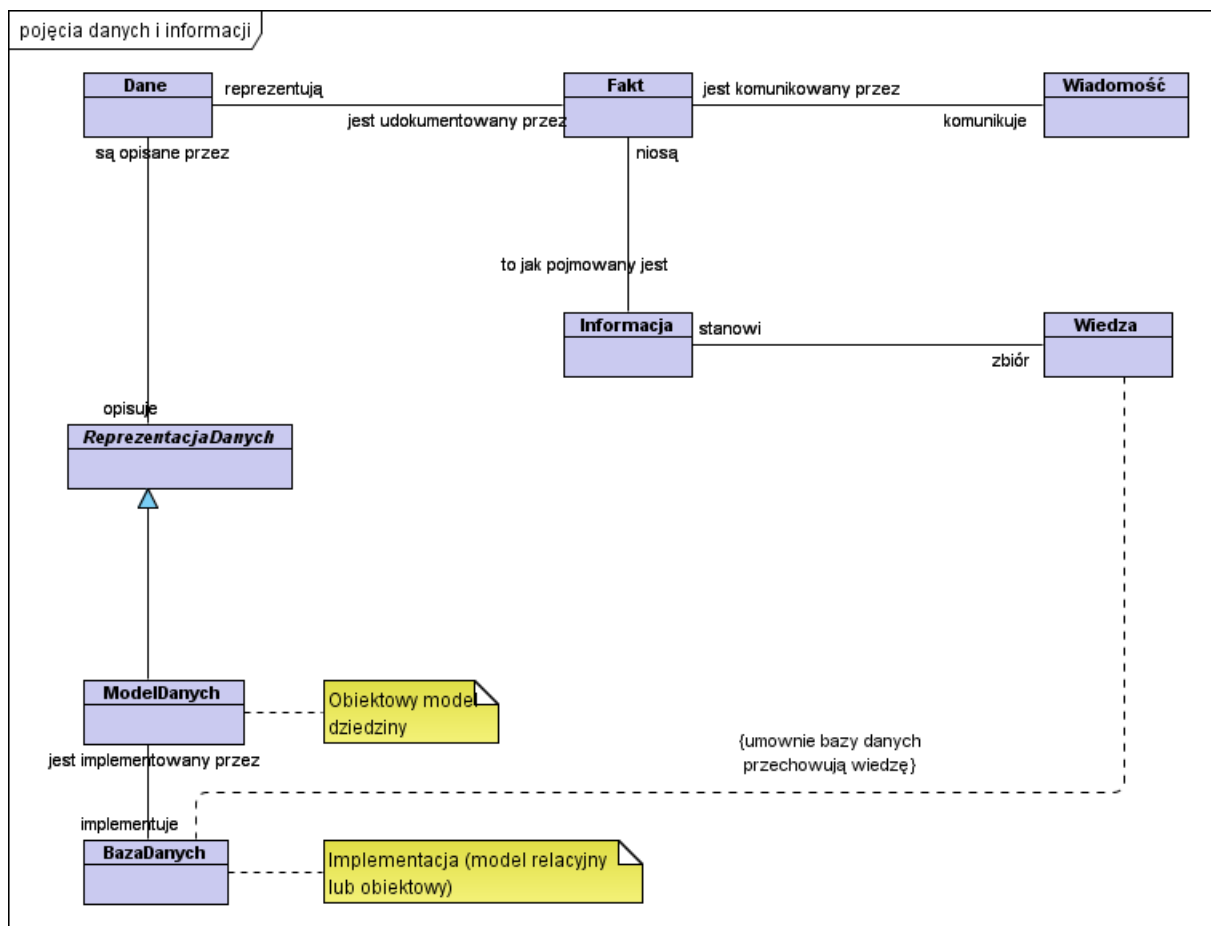 pojęcia danych i informacji
Dane
reprezentują
Fakt
jest komunikowany przez
Wiadomość
jest udokumentowany przez
komunikuje
są opisane przez
niosą
to jak pojmowany jest
Informacja
stanowi
Wiedza
zbiór
opisuje
ReprezentacjaDanych
ModelDanych
Obiektowy model
dziedziny
jest implementowany przez
{umownie bazy danych
przechowują wiedzę}
implementuje
BazaDanych
Implementacja (model relacyjny
lub obiektowy)